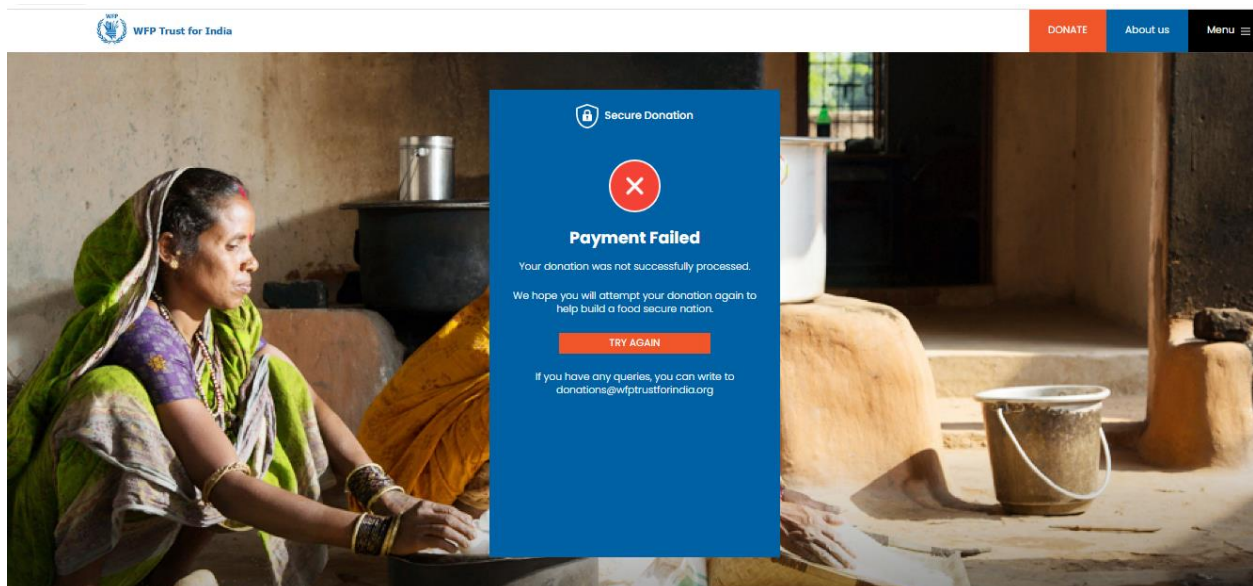 WFP
WFP Trust for India
DONATE
About us
Menu
Secure Donation
Payment Failed
Your donation was not successfully processed.
We hope you will attempt your donation again to
help build a food secure nation.
TRY AGAIN
If you have any queries, you can write to
donations@wfptrustforindia.org